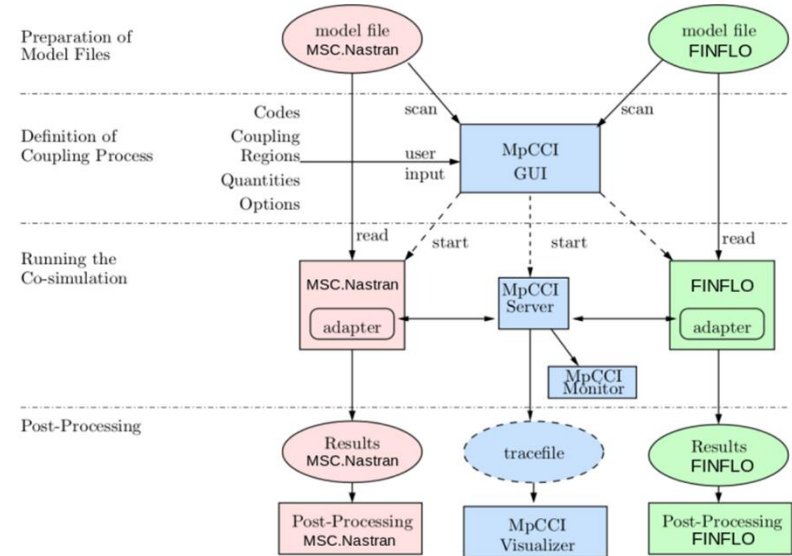 Preparation of
Model Files
model file
MSC.Nastran
model file
FINFLO
scan
scan
Definition of
Coupling Process
Codes
Coupling
Regions
Quantities
Options
user
input
MpCCI
GUI
read
start
start
read
Running the
Co-simulation
MSC.Nastran
adapter
MpCCI
Server
FINFLO
adapter
MpCCI
Monitor
Post-Processing
Results
MSC.Nastran
tracefile
Results
FINFLO
Post-Processing
MSC.Nastran
MpCCI
Visualizer
Post-Processing
FINFLO